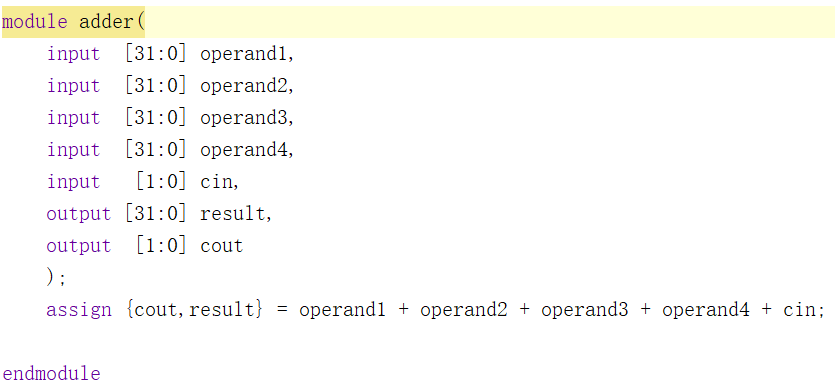 module adder(
    input  [31:0] operand1,
    input  [31:0] operand2,
    input  [31:0] operand3,
    input  [31:0] operand4,
    input   [1:0] cin,
    output [31:0] result,
    output  [1:0] cout
    );
    assign {cout,result} = operand1 + operand2 + operand3 + operand4 + cin;
endmodule